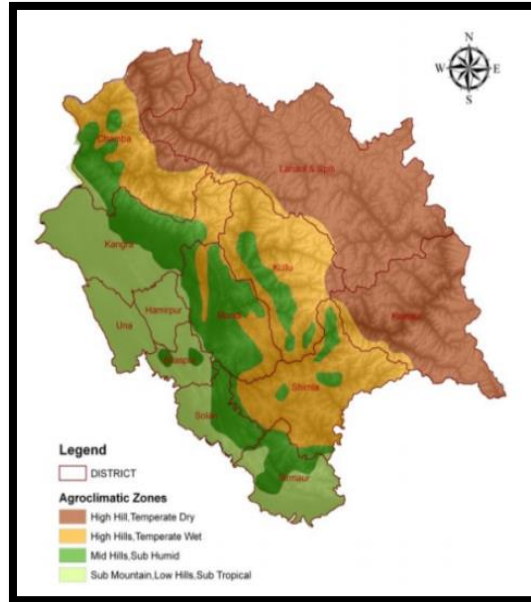 N
W E
S
Chamba
Lahaul & Spiti
Kangra
Kullu
Hamirpur
Mandi
Una
Kinnaur
Shimla
Solan
Sirmaur
Legend
DISTRICT
Agroclimatic Zones
High Hill,Temperate Dry
High Hills,Temperate Wet
Mid Hills,Sub Humid
Sub Mountain,Low Hills,Sub Tropical